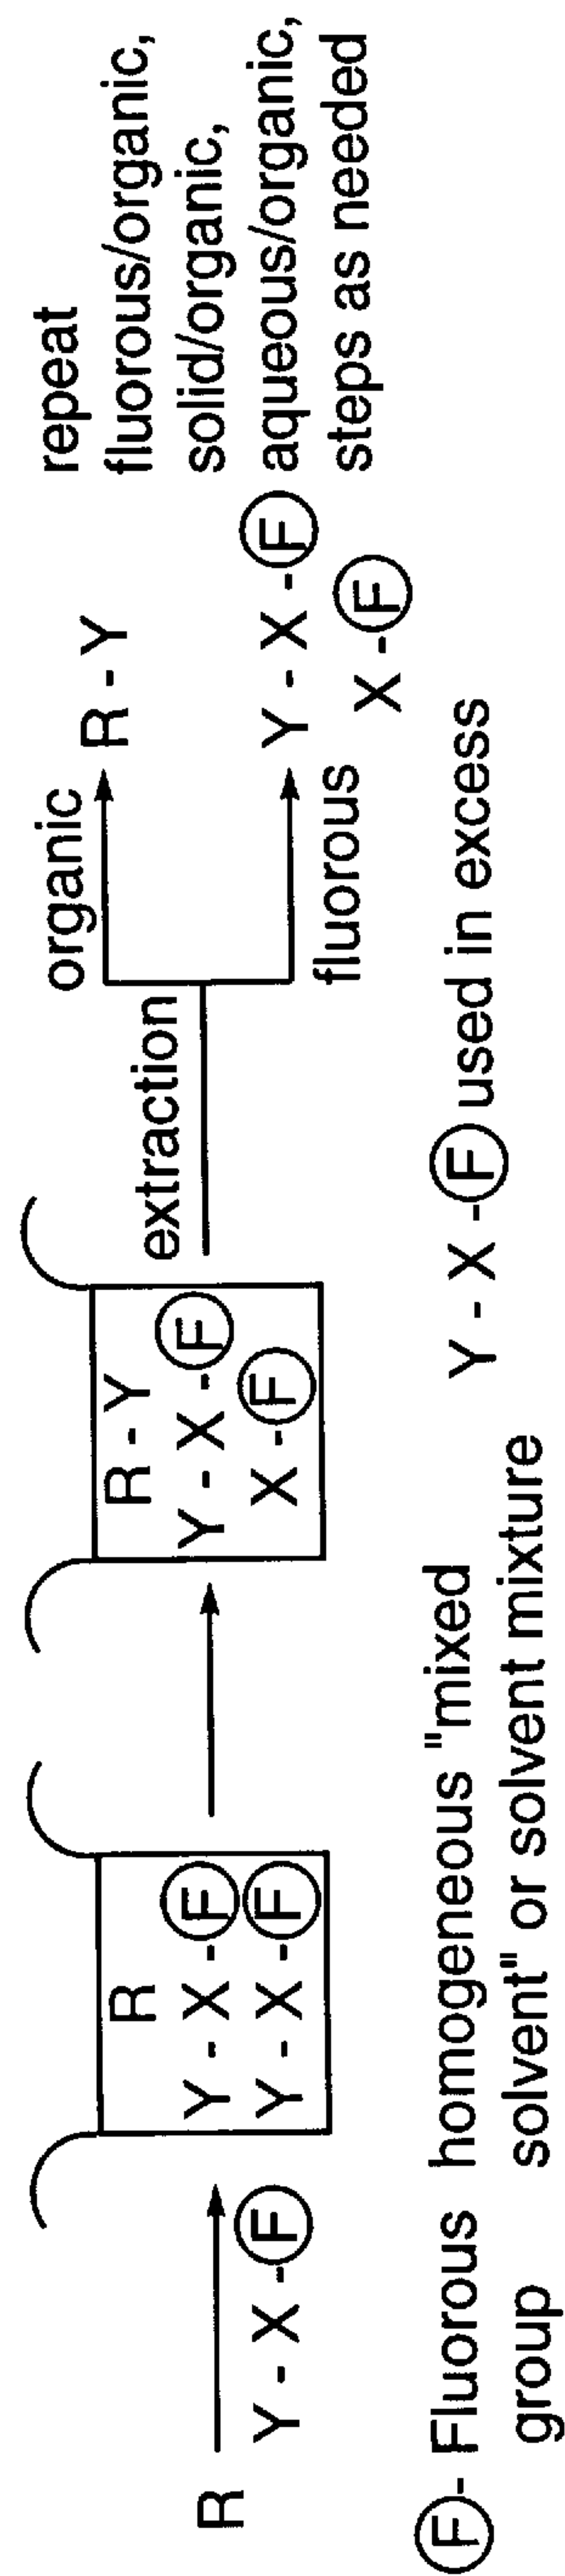 R
Y - X - F
R
Y - X - F
Y - X - F
R - Y
Y - X - F
X - F
extraction
organic
R - Y
fluorous
Y - X - F
X - F
repeat
fluorous/organic,
solid/organic,
aqueous/organic,
steps as needed
F - Fluorous
group
homogeneous "mixed
solvent" or solvent mixture
Y - X - F used in excess